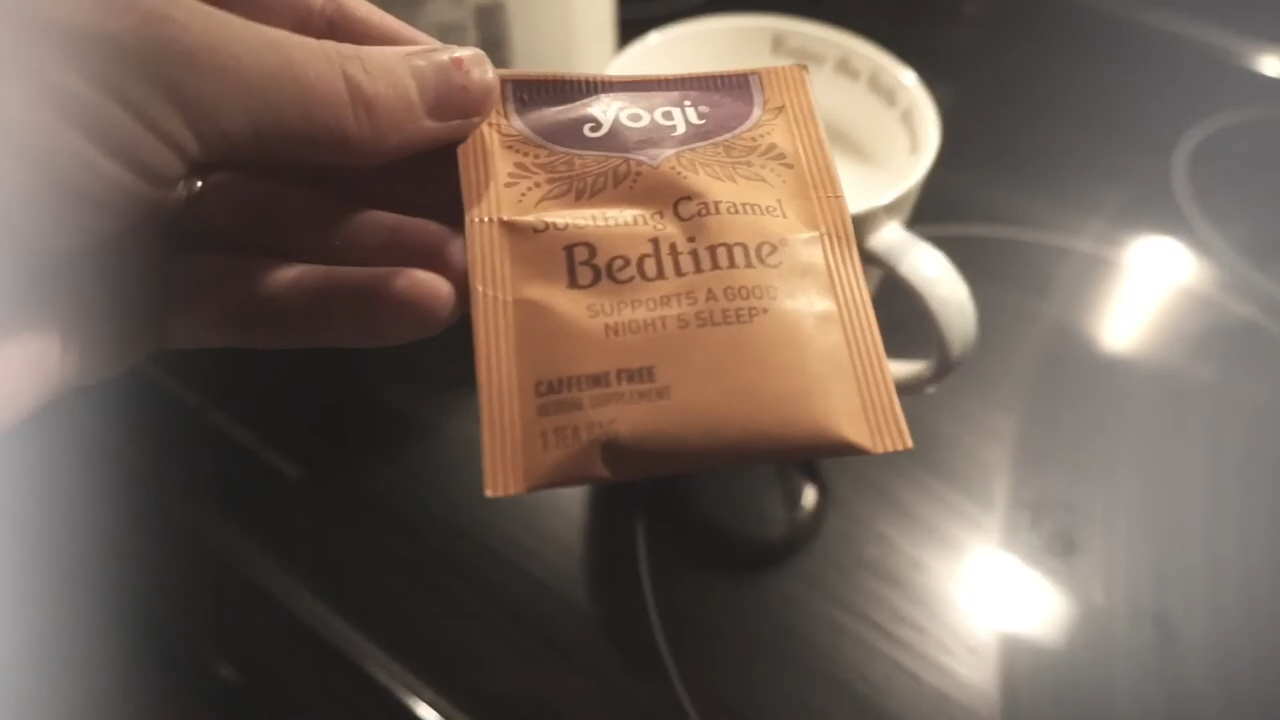 yogi®
Soothing Caramel
Bedtime®
SUPPORTS A GOOD
NIGHT'S SLEEP*
CAFFEINE FREE
HERBAL SUPPLEMENT
1 TEA BAG